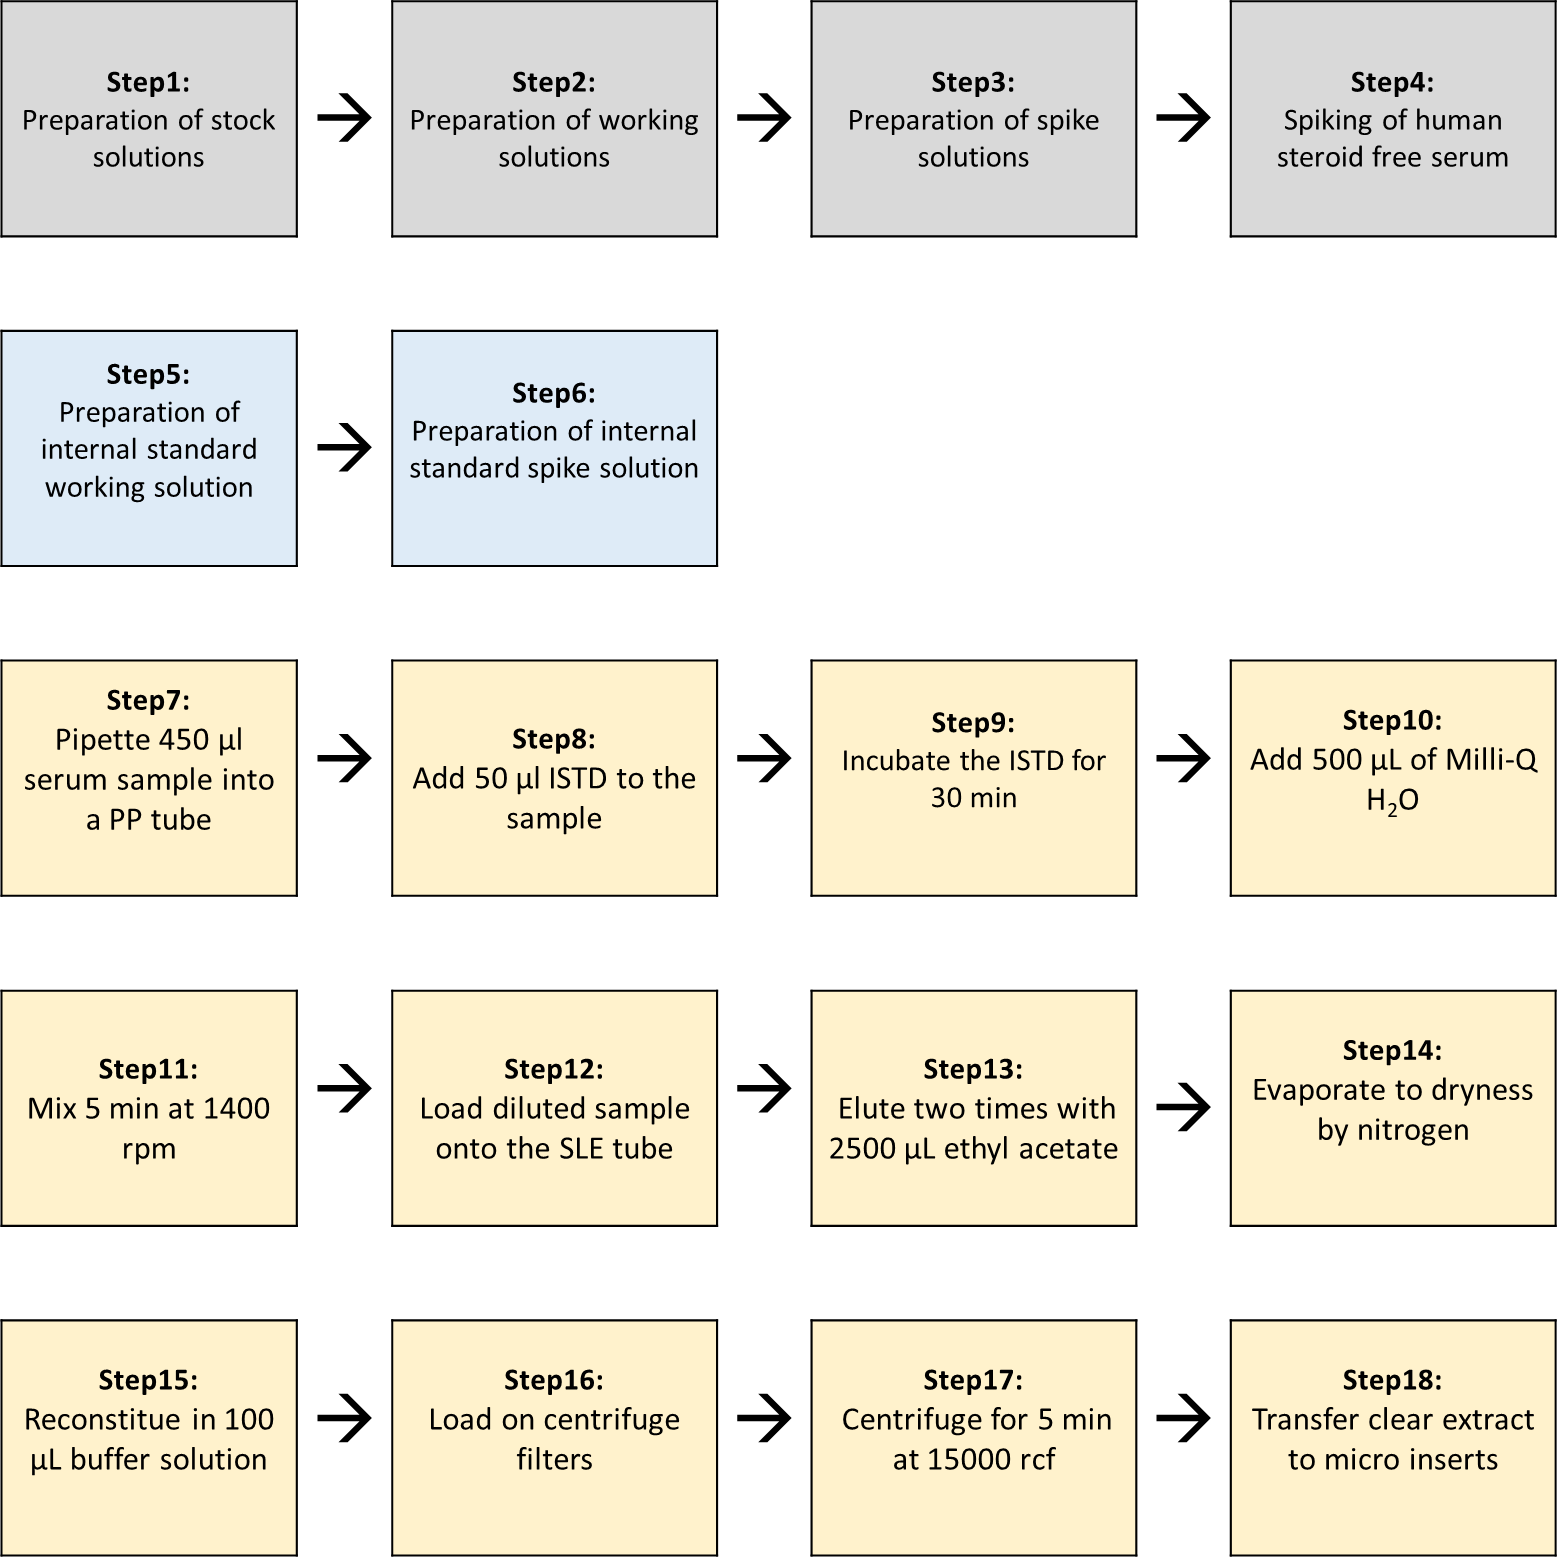 Step1:
Preparation of stock
solutions
Step2:
Preparation of working
solutions
Step3:
Preparation of spike
solutions
Step4:
Spiking of human
steroid free serum
Step5:
Preparation of
internal standard
working solution
Step6:
Preparation of internal
standard spike solution
Step7:
Pipette 450 µl
serum sample into
a PP tube
Step8:
Add 50 µl ISTD to the
sample
Step9:
Incubate the ISTD for
30 min
Step10:
Add 500 µL of Milli-Q
H₂O
Step11:
Mix 5 min at 1400
rpm
Step12:
Load diluted sample
onto the SLE tube
Step13:
Elute two times with
2500 µL ethyl acetate
Step14:
Evaporate to dryness
by nitrogen
Step15:
Reconstitue in 100
µL buffer solution
Step16:
Load on centrifuge
filters
Step17:
Centrifuge for 5 min
at 15000 rcf
Step18:
Transfer clear extract
to micro inserts